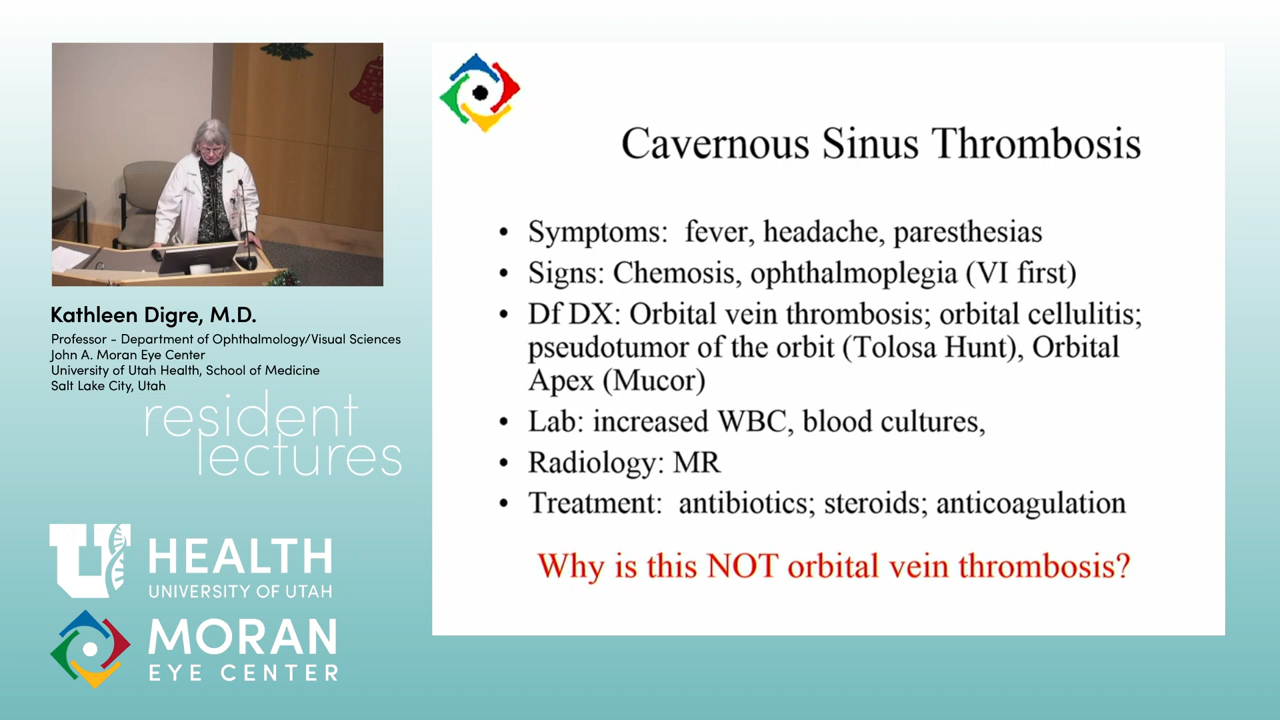 Kathleen Digre, M.D.
Professor - Department of Ophthalmology/Visual Sciences
John A. Moran Eye Center
University of Utah Health, School of Medicine
Salt Lake City, Utah
resident
lectures
U HEALTH
UNIVERSITY OF UTAH
MORAN
EYE CENTER
Cavernous Sinus Thrombosis
• Symptoms:  fever, headache, paresthesias
• Signs: Chemosis, ophthalmoplegia (VI first)
• Df DX: Orbital vein thrombosis; orbital cellulitis;
pseudotumor of the orbit (Tolosa Hunt), Orbital
Apex (Mucor)
• Lab: increased WBC, blood cultures,
• Radiology: MR
• Treatment:  antibiotics; steroids; anticoagulation
Why is this NOT orbital vein thrombosis?